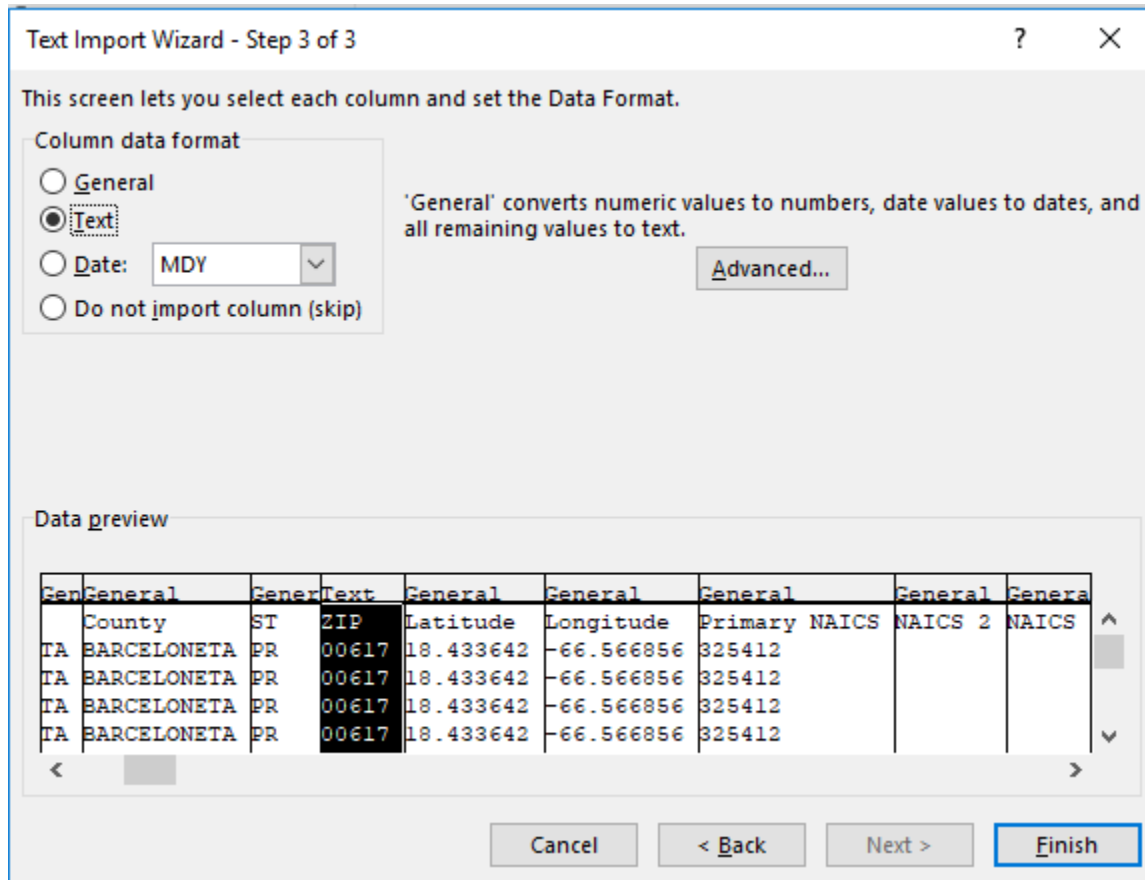 Text Import Wizard - Step 3 of 3
?
This screen lets you select each column and set the Data Format.
Column data format
General
Text
Date: MDY
Do not import column (skip)
'General' converts numeric values to numbers, date values to dates, and
all remaining values to text.
Advanced...
Data preview
Gen General Gener Text General General General General Genera
County ST ZIP Latitude Longitude Primary NAICS NAICS 2 NAICS
TA BARCELONETA PR 00617 18.433642 -66.566856 325412
TA BARCELONETA PR 00617 18.433642 -66.566856 325412
TA BARCELONETA PR 00617 18.433642 -66.566856 325412
TA BARCELONETA PR 00617 18.433642 -66.566856 325412
Cancel < Back Next > Finish